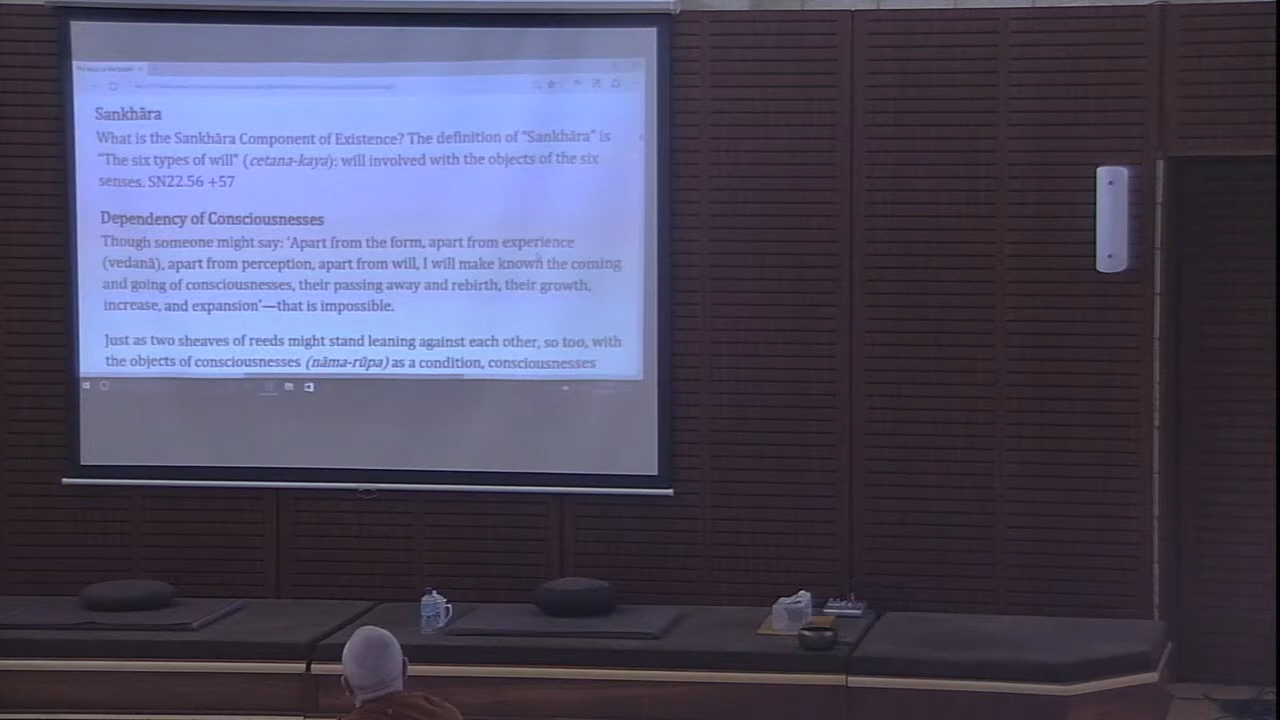 Sankhāra
What is the Sankhāra Component of Existence? The definition of "Sankhāra" is
"The six types of will" (cetana-kaya): will involved with the objects of the six
senses. SN22.56 +57
Dependency of Consciousnesses
Though someone might say: 'Apart from the form, apart from experience
(vedanā), apart from perception, apart from will, I will make known the coming
and going of consciousnesses, their passing away and rebirth, their growth,
increase, and expansion'—that is impossible.
Just as two sheaves of reeds might stand leaning against each other, so too, with
the objects of consciousnesses (nāma-rūpa) as a condition, consciousnesses